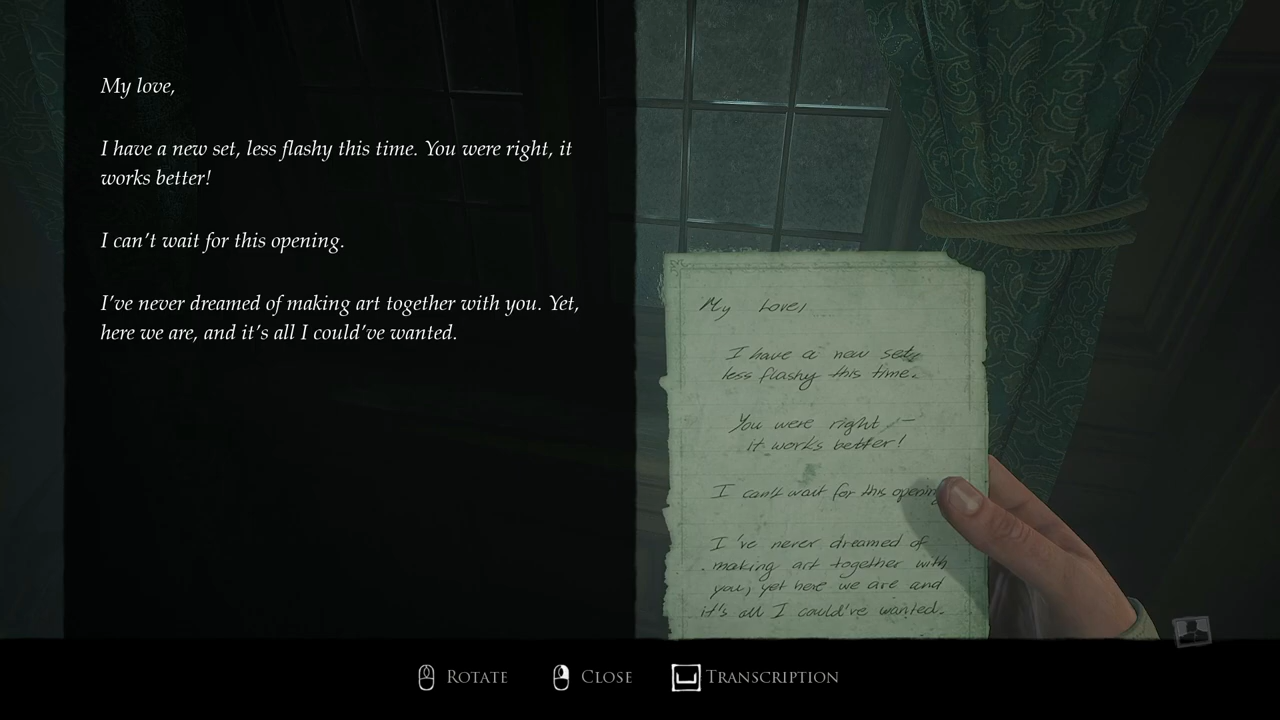 My love,
I have a new set, less flashy this time. You were right, it
works better!
I can't wait for this opening.
I've never dreamed of making art together with you. Yet,
here we are, and it's all I could've wanted.
My love,
I have a new set,
less flashy this time.
You were right –
it works better!
I can't wait for this opening
I 've never dreamed of
making art together with
you, yet here we are and
it's all I could've wanted.
Rotate
Close
Transcription